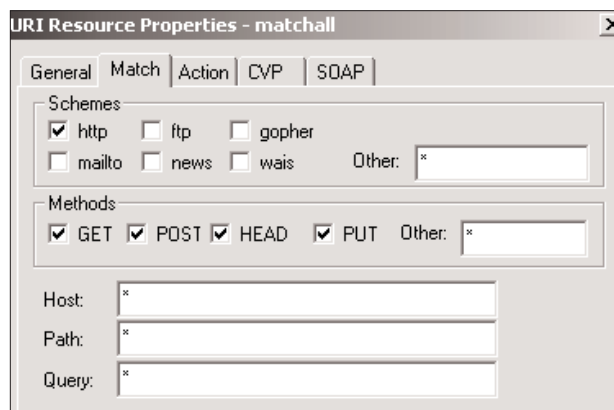 URI Resource Properties - matchall
General Match Action CVP SOAP
Schemes
http ftp gopher
mailto news wais Other: *
Methods
GET POST HEAD PUT Other: *
Host: *
Path: *
Query: *